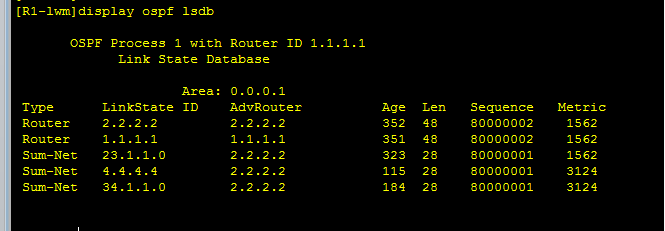 [R1-lwm]display ospf lsdb
OSPF Process 1 with Router ID 1.1.1.1
Link State Database
Area: 0.0.0.1
Type LinkState ID AdvRouter Age Len Sequence Metric
Router 2.2.2.2 2.2.2.2 352 48 80000002 1562
Router 1.1.1.1 1.1.1.1 351 48 80000002 1562
Sum-Net 23.1.1.0 2.2.2.2 323 28 80000001 1562
Sum-Net 4.4.4.4 2.2.2.2 115 28 80000001 3124
Sum-Net 34.1.1.0 2.2.2.2 184 28 80000001 3124